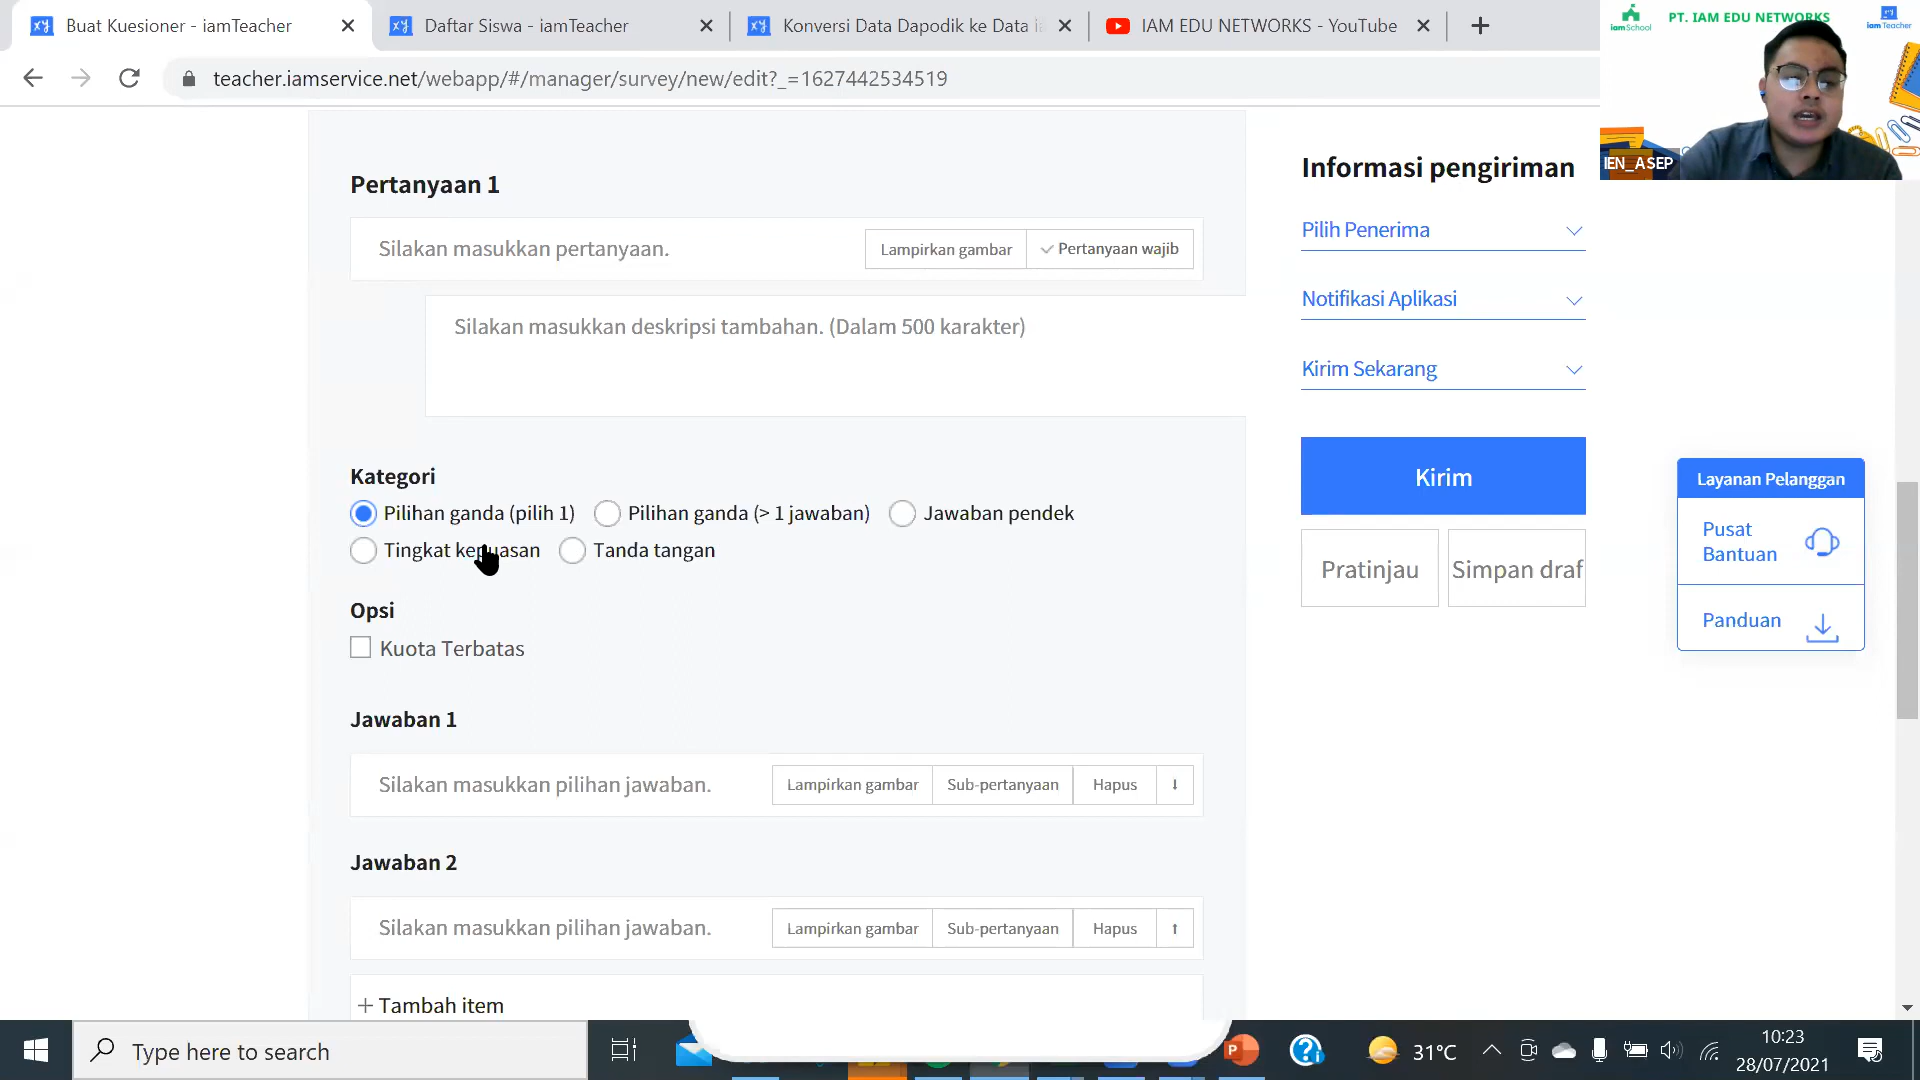 Buat Kuesioner - iamTeacher
Daftar Siswa - iamTeacher
Konversi Data Dapodik ke Data
IAM EDU NETWORKS - YouTube
teacher.iamservice.net/webapp/#/manager/survey/new/edit?_=1627442534519
iamSchool
PT. IAM EDU NETWORKS
iamTeacher
IEN_ASEP
Pertanyaan 1
Silakan masukkan pertanyaan.
Lampirkan gambar
Pertanyaan wajib
Silakan masukkan deskripsi tambahan. (Dalam 500 karakter)
Kategori
Pilihan ganda (pilih 1)
Pilihan ganda (> 1 jawaban)
Jawaban pendek
Tingkat kepuasan
Tanda tangan
Opsi
Kuota Terbatas
Jawaban 1
Silakan masukkan pilihan jawaban.
Lampirkan gambar
Sub-pertanyaan
Hapus
Jawaban 2
Silakan masukkan pilihan jawaban.
Lampirkan gambar
Sub-pertanyaan
Hapus
+ Tambah item
Informasi pengiriman
Pilih Penerima
Notifikasi Aplikasi
Kirim Sekarang
Kirim
Pratinjau
Simpan draf
Layanan Pelanggan
Pusat
Bantuan
Panduan
Type here to search
31°C
10:23
28/07/2021